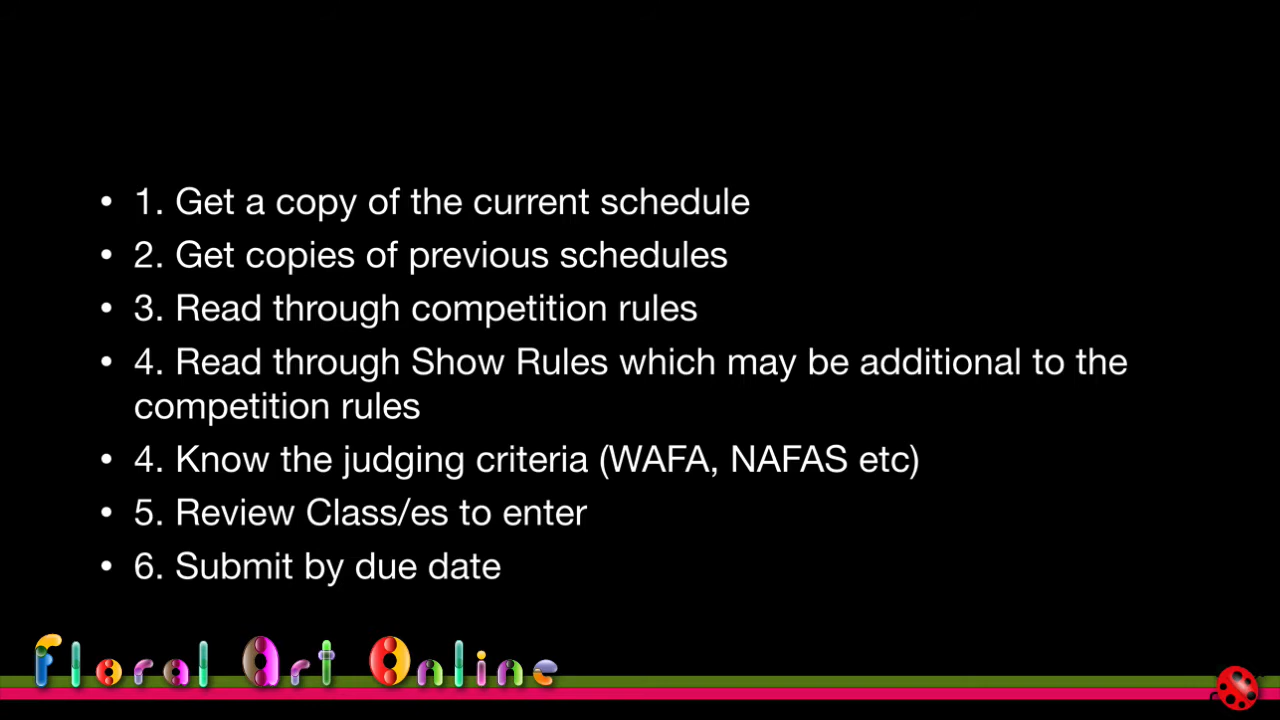 • 1. Get a copy of the current schedule
• 2. Get copies of previous schedules
• 3. Read through competition rules
• 4. Read through Show Rules which may be additional to the
competition rules
• 4. Know the judging criteria (WAFA, NAFAS etc)
• 5. Review Class/es to enter
• 6. Submit by due date
Floral Art Online